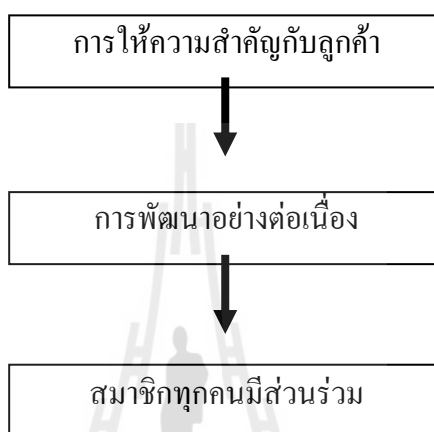 การให้ความสำคัญกับลูกค้า
การพัฒนาอย่างต่อเนื่อง
สมาชิกทุกคนมีส่วนร่วม